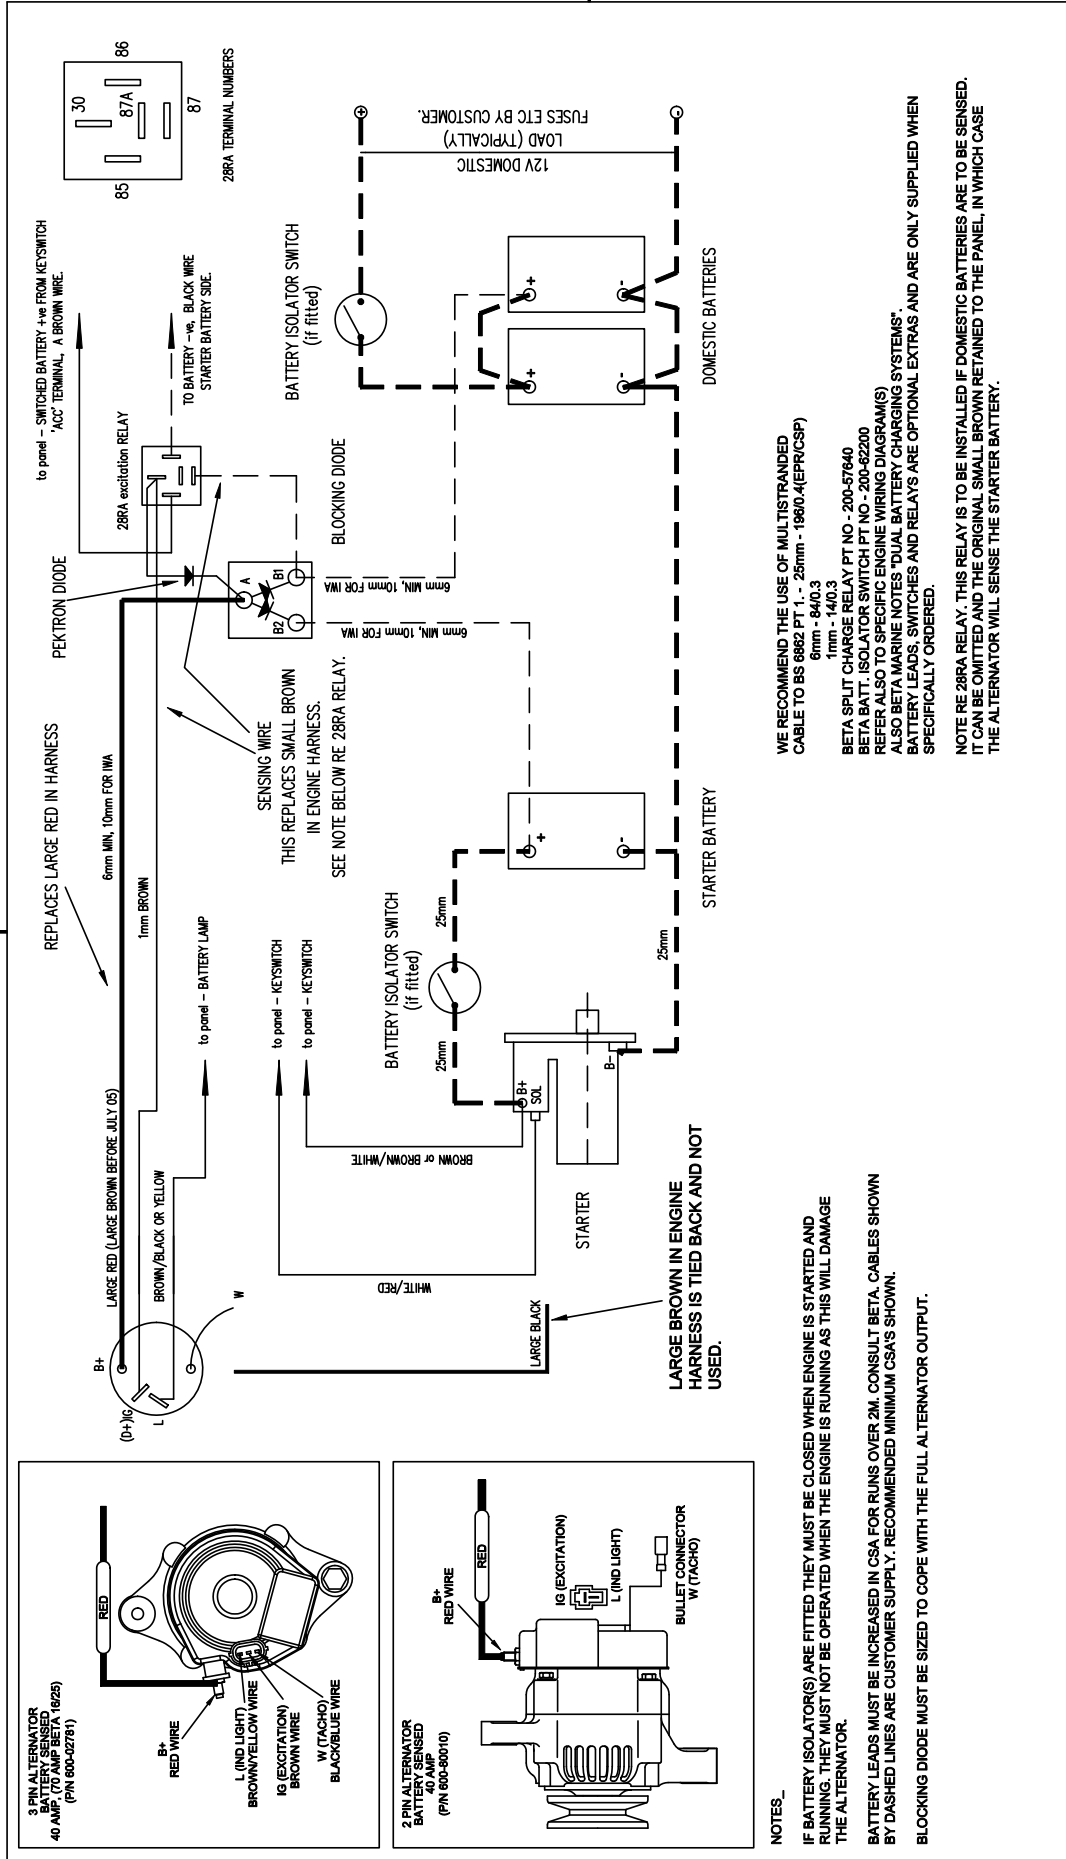 3 PIN ALTERNATOR
BATTERY SENSED
40 AMP, (70 AMP BETA 16/25)
(P/N 600-02781)
RED
B+
RED WIRE
L (IND LIGHT)
BROWN/YELLOW WIRE
IG (EXCITATION)
BROWN WIRE
W (TACHO)
BLACK/BLUE WIRE
2 PIN ALTERNATOR
BATTERY SENSED
40 AMP
(P/N 600-80010)
B+
RED WIRE
RED
IG (EXCITATION)
L (IND LIGHT)
BULLET CONNECTOR
W (TACHO)
B+
(D+)IG
L
W
LARGE RED (LARGE BROWN BEFORE JULY 05)
BROWN/BLACK OR YELLOW
to panel - BATTERY LAMP
1mm BROWN
6mm MIN, 10mm FOR IWA
REPLACES LARGE RED IN HARNESS
to panel - KEYSWITCH
to panel - KEYSWITCH
WHITE/RED
BROWN or BROWN/WHITE
LARGE BLACK
LARGE BROWN IN ENGINE
HARNESS IS TIED BACK AND NOT
USED.
STARTER
B+
SOL
B-
25mm
25mm
25mm
BATTERY ISOLATOR SWITCH
(if fitted)
+
-
STARTER BATTERY
SENSING WIRE
THIS REPLACES SMALL BROWN
IN ENGINE HARNESS.
SEE NOTE BELOW RE 28RA RELAY.
PEKTRON DIODE
A
B1
B2
BLOCKING DIODE
6mm MIN, 10mm FOR IWA
6mm MIN, 10mm FOR IWA
28RA excitation RELAY
to panel - SWITCHED BATTERY +ve FROM KEYSWITCH
'ACC' TERMINAL, A BROWN WIRE.
TO BATTERY -ve, BLACK WIRE
STARTER BATTERY SIDE.
30
86
87A
87
85
28RA TERMINAL NUMBERS
BATTERY ISOLATOR SWITCH
(if fitted)
+
-
+
-
DOMESTIC BATTERIES
+
-
12V DOMESTIC
LOAD (TYPICALLY)
FUSES ETC BY CUSTOMER.
NOTES_
IF BATTERY ISOLATOR(S) ARE FITTED THEY MUST BE CLOSED WHEN ENGINE IS STARTED AND
RUNNING. THEY MUST NOT BE OPERATED WHEN THE ENGINE IS RUNNING AS THIS WILL DAMAGE
THE ALTERNATOR.
BATTERY LEADS MUST BE INCREASED IN CSA FOR RUNS OVER 2M. CONSULT BETA. CABLES SHOWN
BY DASHED LINES ARE CUSTOMER SUPPLY. RECOMMENDED MINIMUM CSA'S SHOWN.
BLOCKING DIODE MUST BE SIZED TO COPE WITH THE FULL ALTERNATOR OUTPUT.
WE RECOMMEND THE USE OF MULTISTRANDED
CABLE TO BS 6862 PT 1. - 25mm - 196/0.4(EPR/CSP)
6mm - 84/0.3
1mm - 14/0.3
BETA SPLIT CHARGE RELAY PT NO - 200-57640
BETA BATT. ISOLATOR SWITCH PT NO - 200-62200
REFER ALSO TO SPECIFIC ENGINE WIRING DIAGRAM(S)
ALSO BETA MARINE NOTES "DUAL BATTERY CHARGING SYSTEMS".
BATTERY LEADS, SWITCHES AND RELAYS ARE OPTIONAL EXTRAS AND ARE ONLY SUPPLIED WHEN
SPECIFICALLY ORDERED.
NOTE RE 28RA RELAY. THIS RELAY IS TO BE INSTALLED IF DOMESTIC BATTERIES ARE TO BE SENSED.
IT CAN BE OMITTED AND THE ORIGINAL SMALL BROWN RETAINED TO THE PANEL, IN WHICH CASE
THE ALTERNATOR WILL SENSE THE STARTER BATTERY.